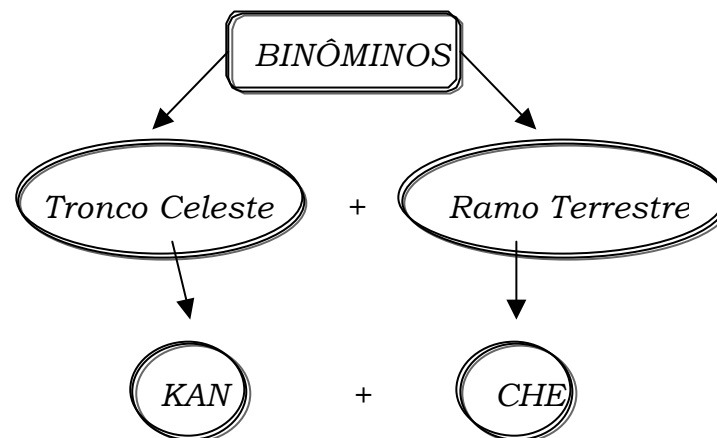 BINÔMINOS
Tronco Celeste + Ramo Terrestre
KAN + CHE